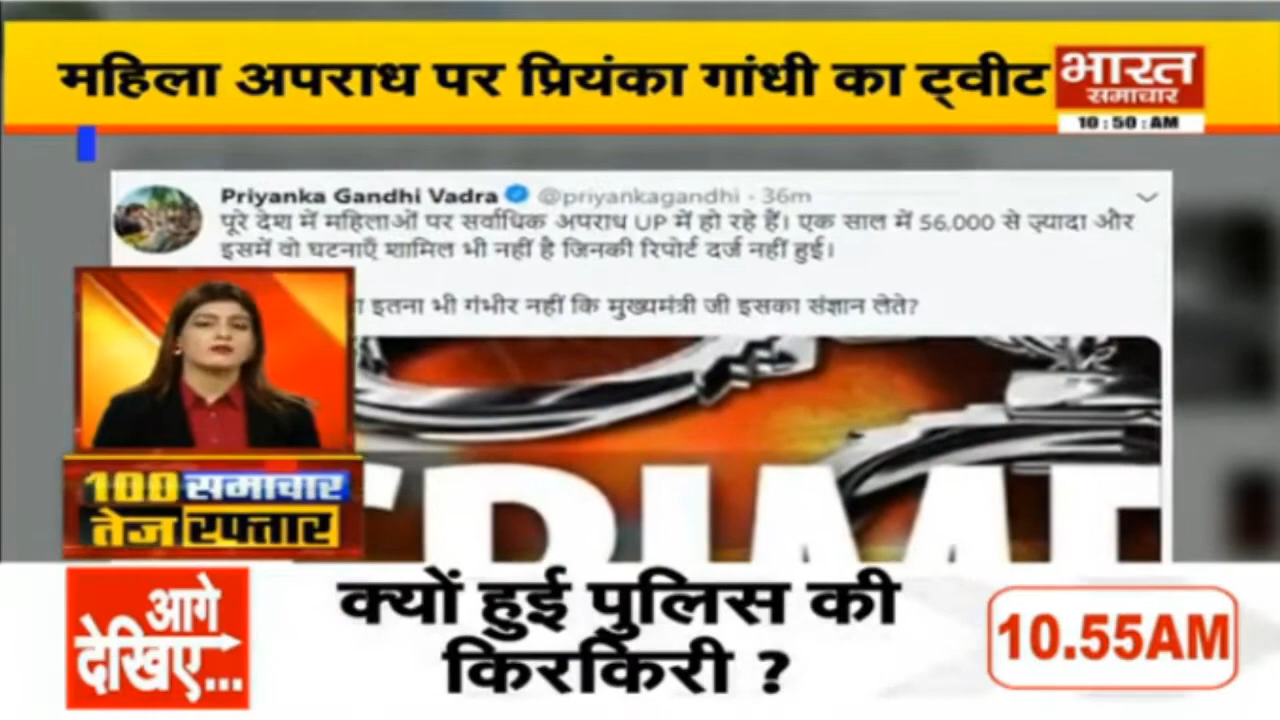 महिला अपराध पर प्रियंका गांधी का ट्वीट
भारत
समाचार
10:50:AM
Priyanka Gandhi Vadra @priyankagandhi · 36m
पूरे देश में महिलाओं पर सर्वाधिक अपराध UP में हो रहे हैं। एक साल में 56,000 से ज़्यादा और
इसमें वो घटनाएँ शामिल भी नहीं है जिनकी रिपोर्ट दर्ज नहीं हुई।
इतना भी गंभीर नहीं कि मुख्यमंत्री जी इसका संज्ञान लेते?
CRIME
100 समाचार
तेज रफ्तार
आगे
देखिए...
क्यों हुई पुलिस की
किरकिरी ?
10.55AM